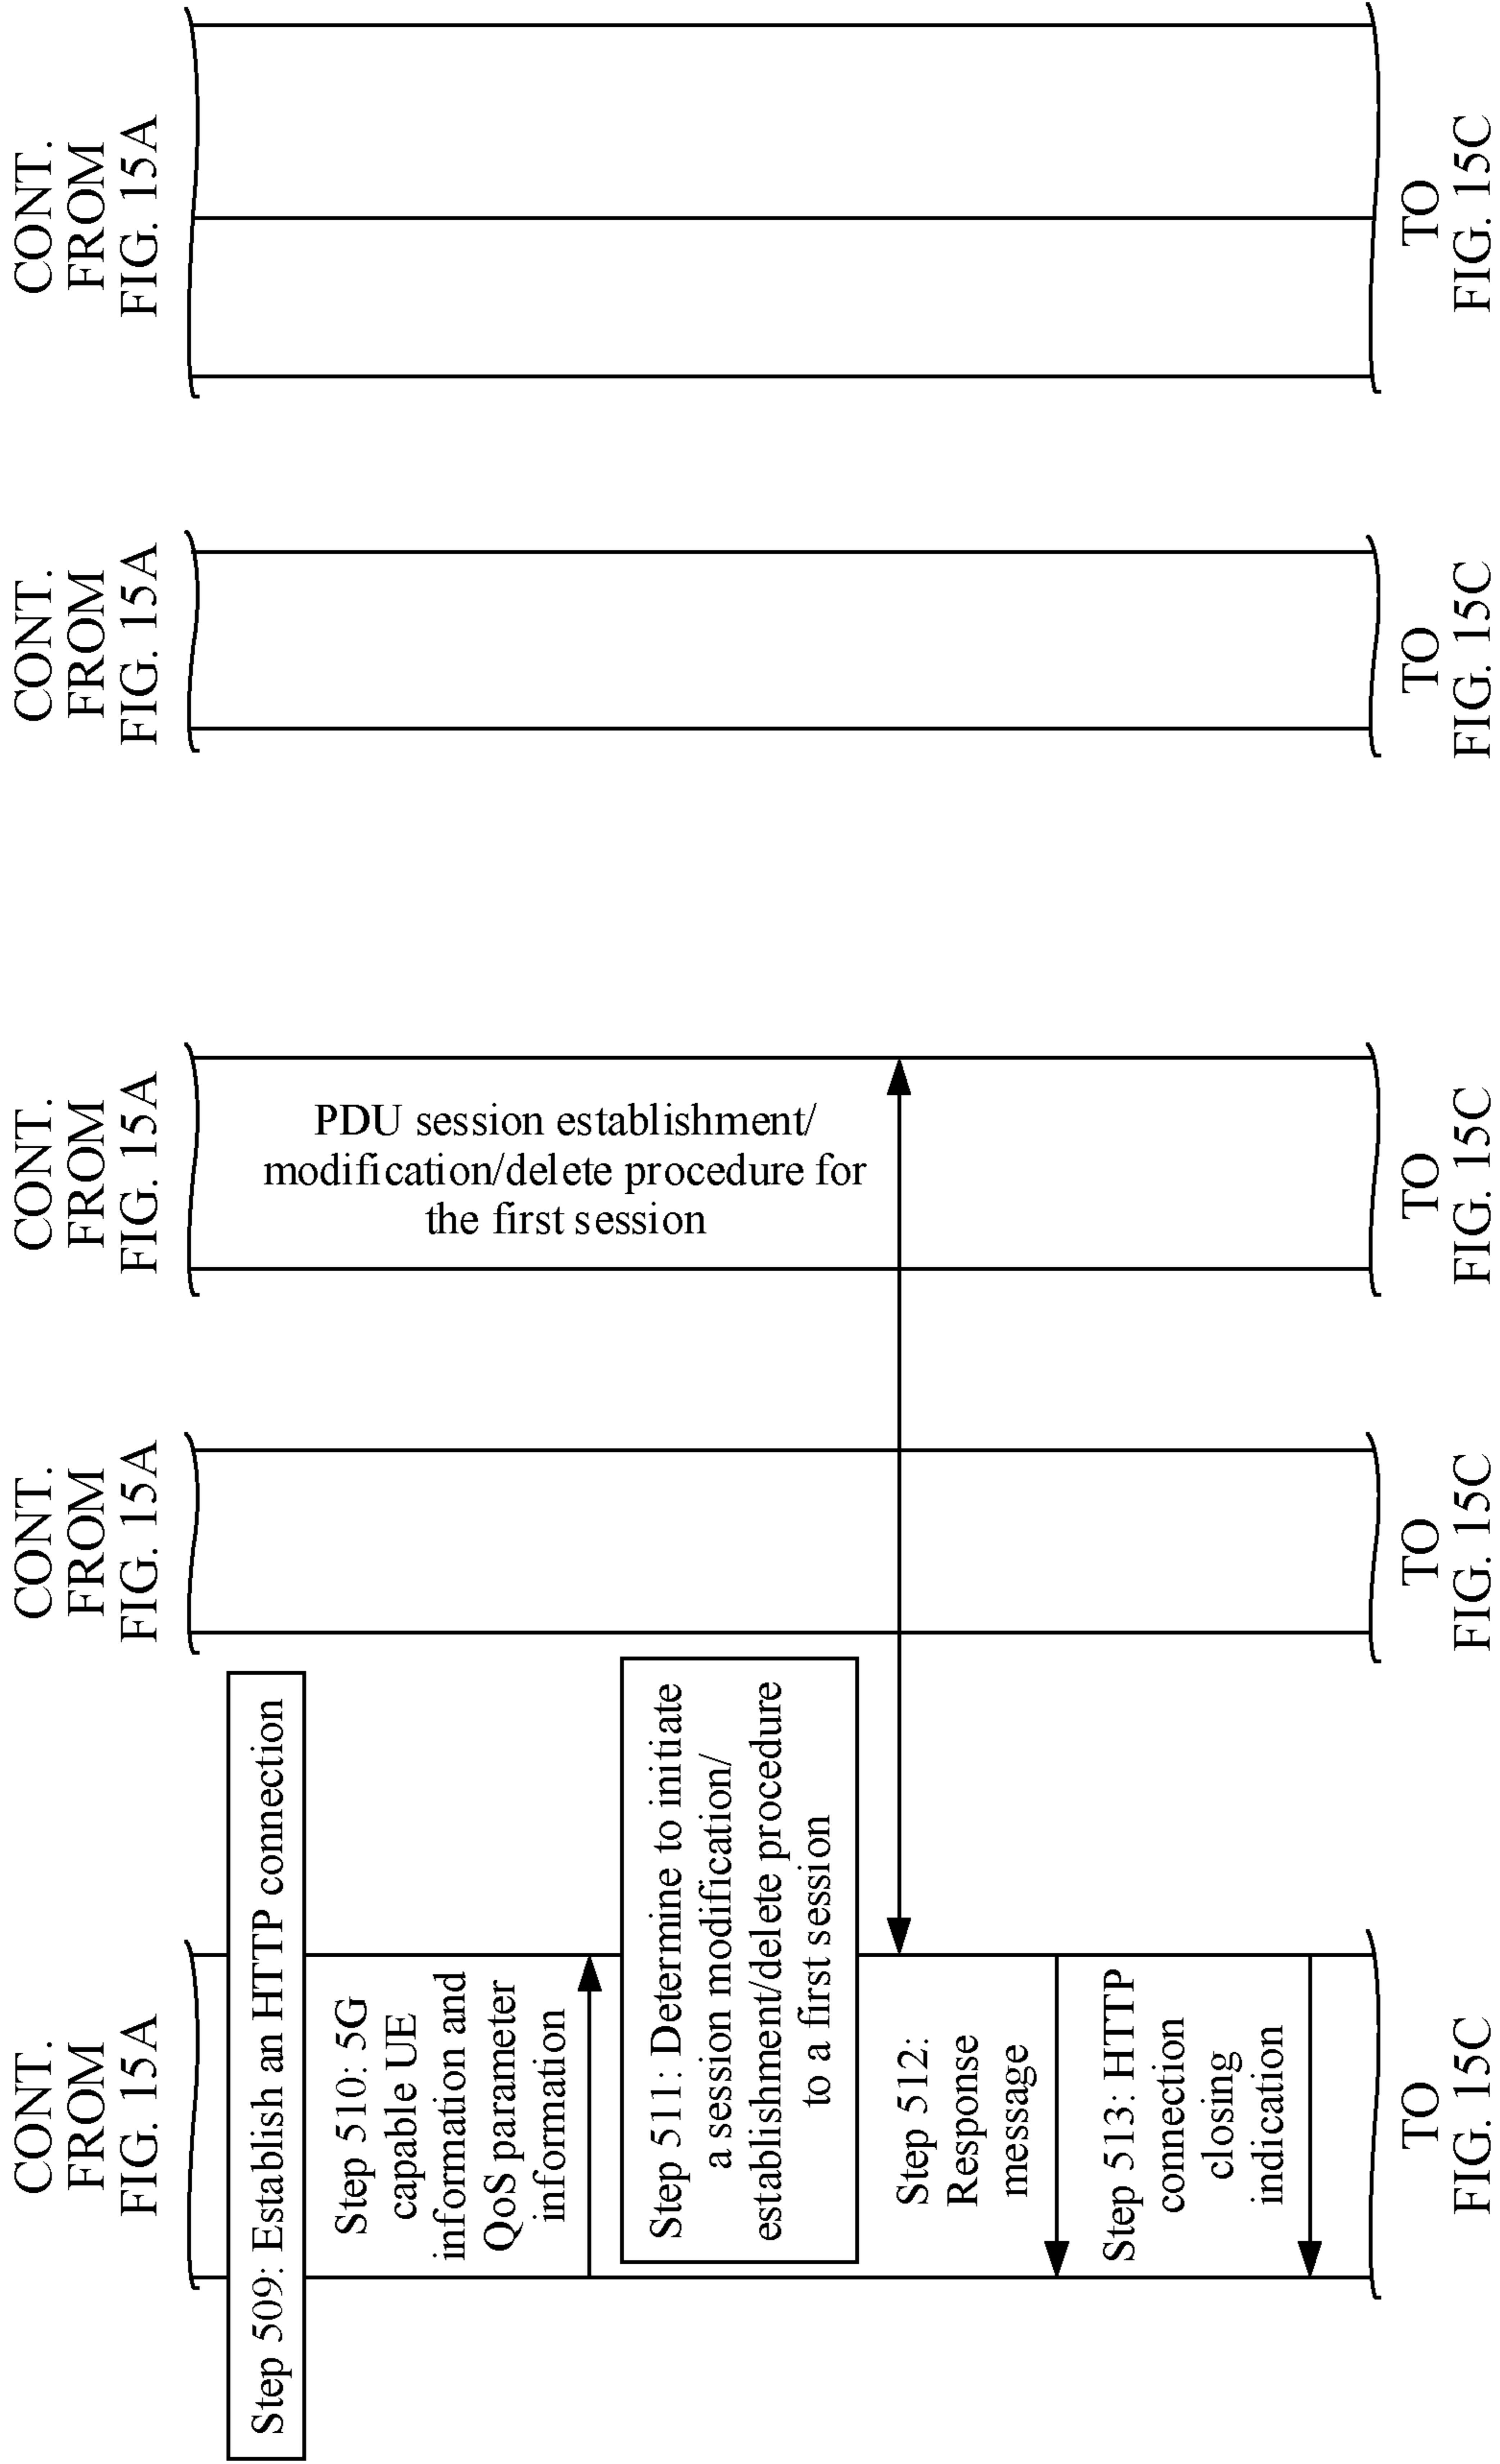 CONT.
FROM
FIG. 15A
CONT.
FROM
FIG. 15A
CONT.
FROM
FIG. 15A
CONT.
FROM
FIG. 15A
CONT.
FROM
FIG. 15A
Step 509: Establish an HTTP connection
Step 510: 5G
capable UE
information and
QoS parameter
information
Step 511: Determine to initiate
a session modification/
establishment/delete procedure
to a first session
PDU session establishment/
modification/delete procedure for
the first session
Step 512:
Response
message
Step 513: HTTP
connection
closing
indication
TO
FIG. 15C
TO
FIG. 15C
TO
FIG. 15C
TO
FIG. 15C
TO
FIG. 15C